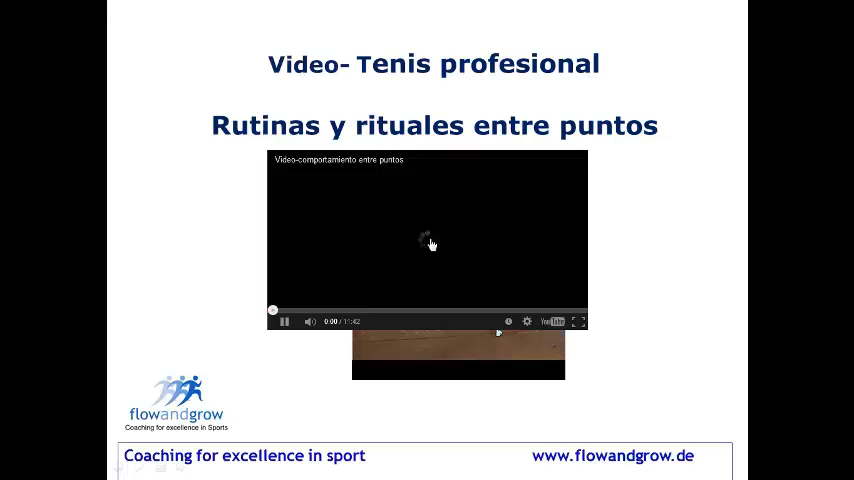 Video- Tenis profesional
Rutinas y rituales entre puntos
Video-comportamiento entre puntos
0:00 / 11:42
YouTube
flowandgrow
Coaching for excellence in Sports
Coaching for excellence in sport
www.flowandgrow.de